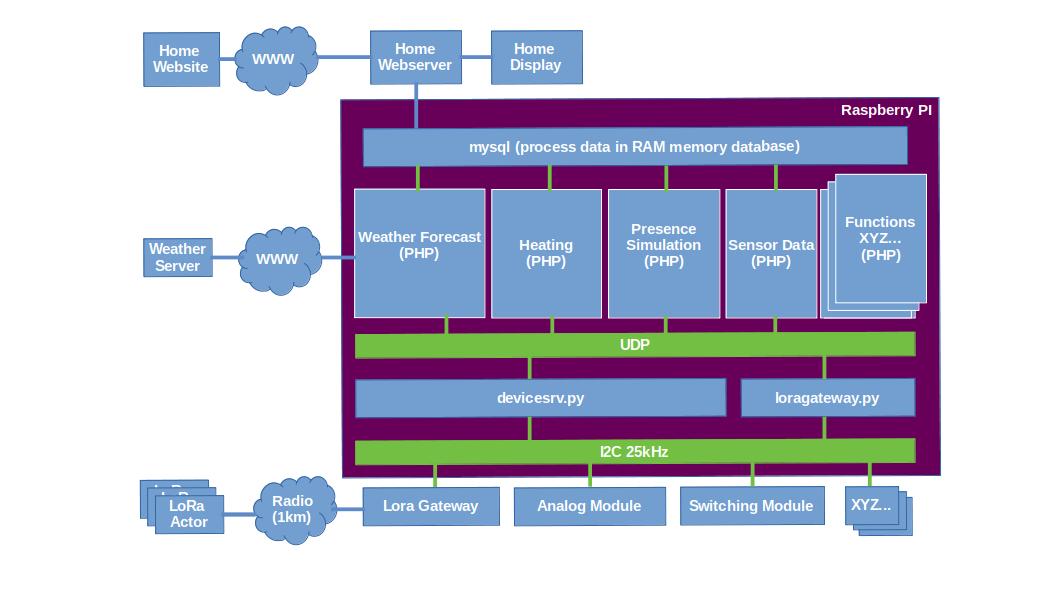 Home
Website
WWW
Home
Webserver
Home
Display
Raspberry PI
mysql (process data in RAM memory database)
Weather Forecast
(PHP)
Heating
(PHP)
Presence
Simulation
(PHP)
Sensor Data
(PHP)
Functions
XYZ...
(PHP)
Weather
Server
WWW
UDP
devicesrv.py
loragateway.py
I2C 25kHz
LoRa
Actor
Radio
(1km)
Lora Gateway
Analog Module
Switching Module
XYZ...